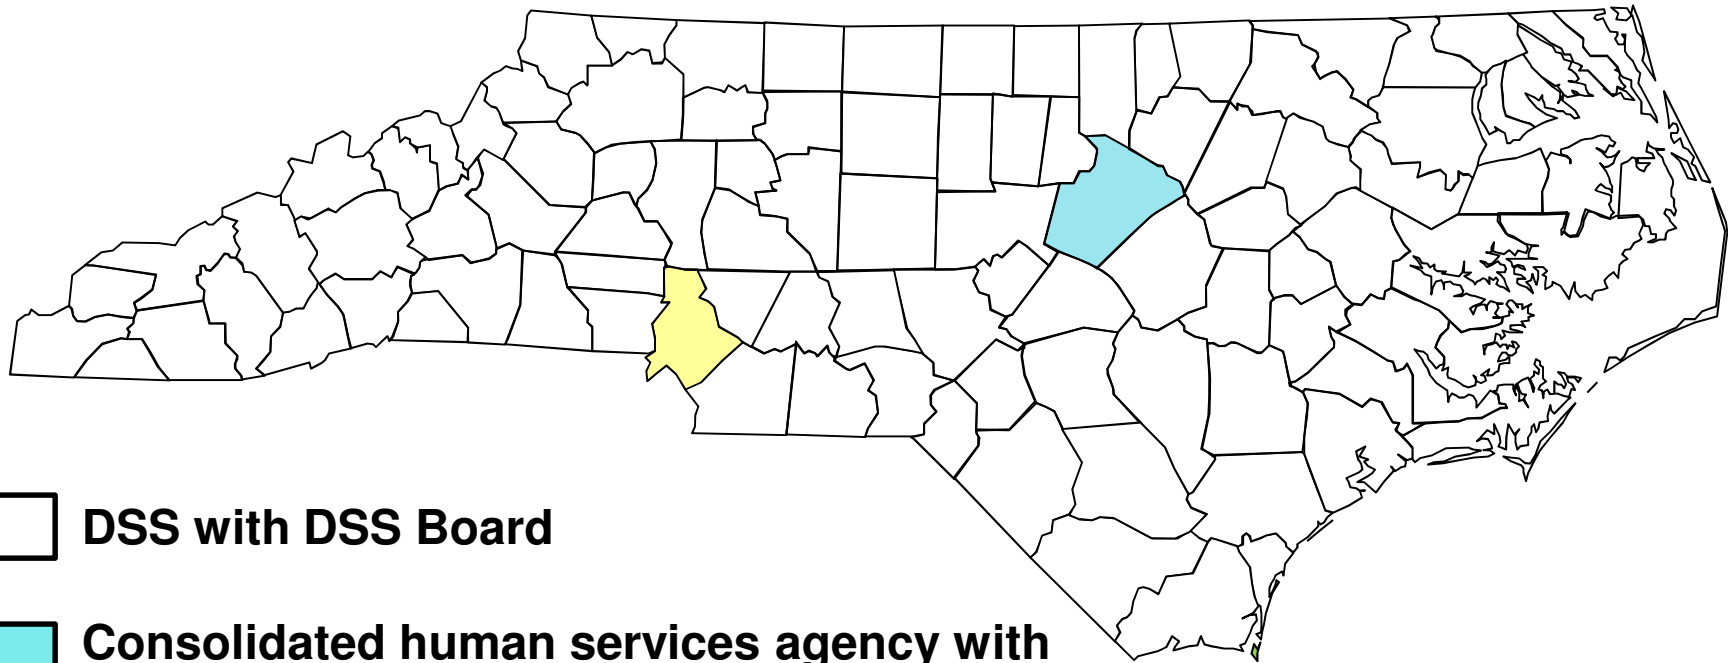 DSS with DSS Board
Consolidated human services agency with